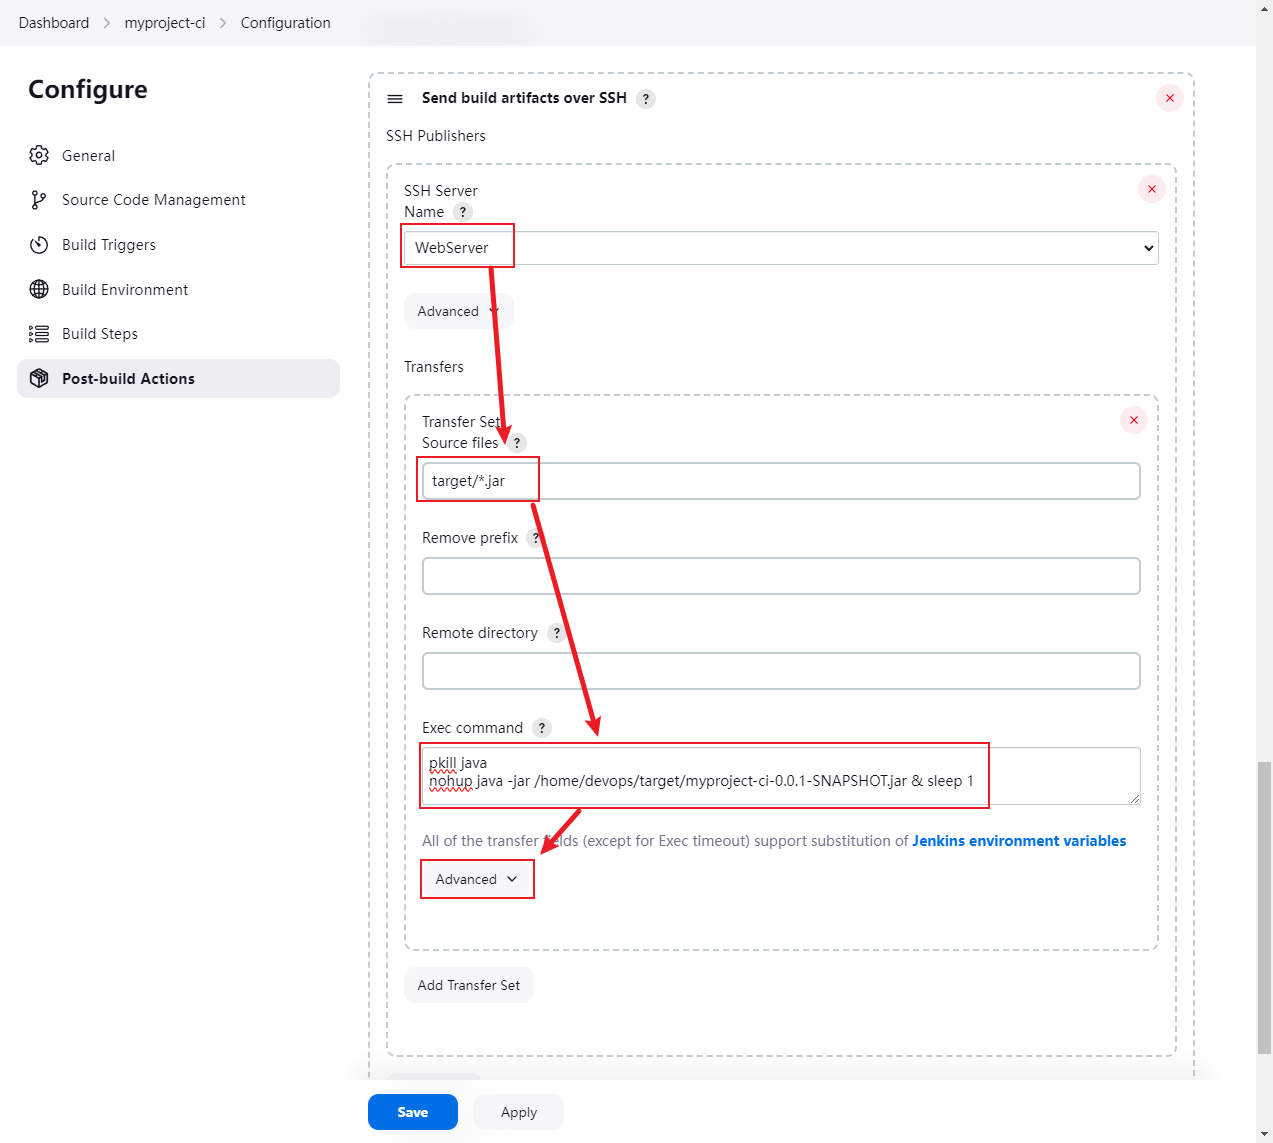 Dashboard
myproject-ci
Configuration
Configure
General
Source Code Management
Build Triggers
Build Environment
Build Steps
Post-build Actions
Send build artifacts over SSH ?
SSH Publishers
SSH Server
Name ?
WebServer
Advanced
Transfers
Transfer Set
Source files ?
target/*.jar
Remove prefix ?
Remote directory ?
Exec command ?
pkill java
nohup java -jar /home/devops/target/myproject-ci-0.0.1-SNAPSHOT.jar & sleep 1
All of the transfer fields (except for Exec timeout) support substitution of Jenkins environment variables
Advanced
Add Transfer Set
Save
Apply